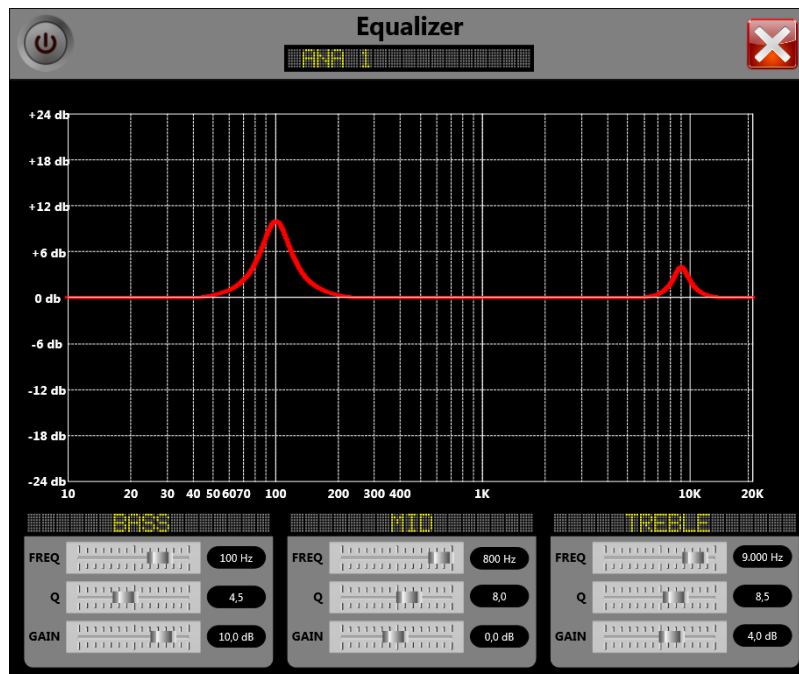 Equalizer
ANA 1
+24 db
+18 db
+12 db
+6 db
0 db
-6 db
-12 db
-18 db
-24 db
10 20 30 40 50 60 70 100 200 300 400 1K 10K 20K
BASS MID TREBLE
FREQ 100 Hz FREQ 800 Hz FREQ 9.000 Hz
Q 4,5 Q 8,0 Q 8,5
GAIN 10,0 dB GAIN 0,0 dB GAIN 4,0 dB